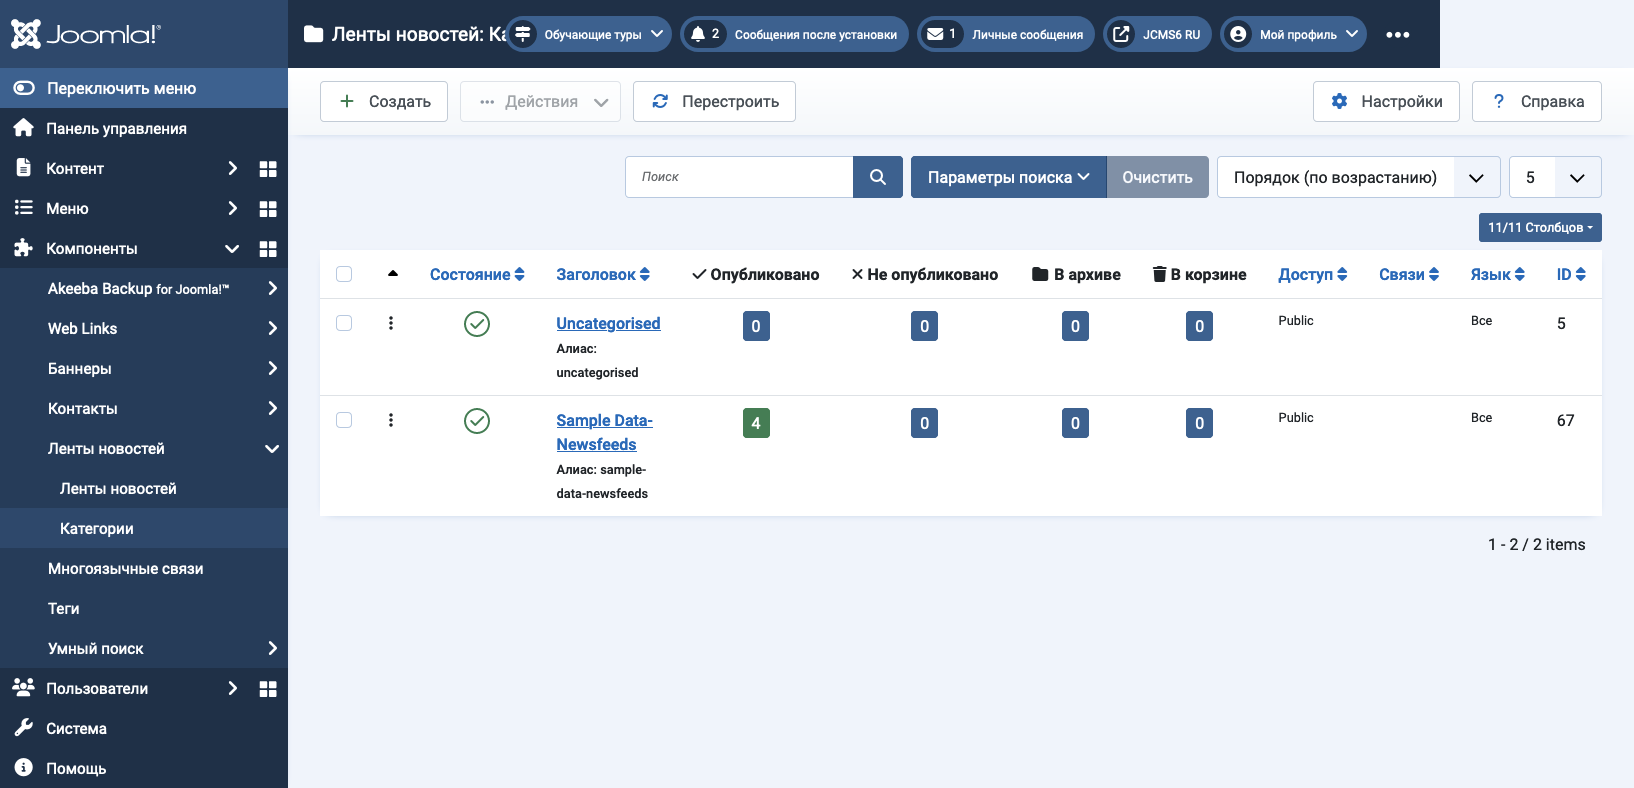 Joomla!
Ленты новостей: Ка
Обучающие туры
2 Сообщения после установки
1 Личные сообщения
JCMS6 RU
Мой профиль
Переключить меню
Панель управления
Контент
Меню
Компоненты
Akeeba Backup for Joomla!™
Web Links
Баннеры
Контакты
Ленты новостей
Ленты новостей
Категории
Многоязычные связи
Теги
Умный поиск
Пользователи
Система
Помощь
Создать
Действия
Перестроить
Настройки
? Справка
Поиск
Параметры поиска
Очистить
Порядок (по возрастанию)
5
11/11 Столбцов
Состояние Заголовок Опубликовано Не опубликовано В архиве В корзине Доступ Связи Язык ID
Uncategorised 0 0 0 0 Public Все 5
Алиас:
uncategorised
Sample Data- 4 0 0 0 Public Все 67
Newsfeeds
Алиас: sample-
data-newsfeeds
1 - 2 / 2 items